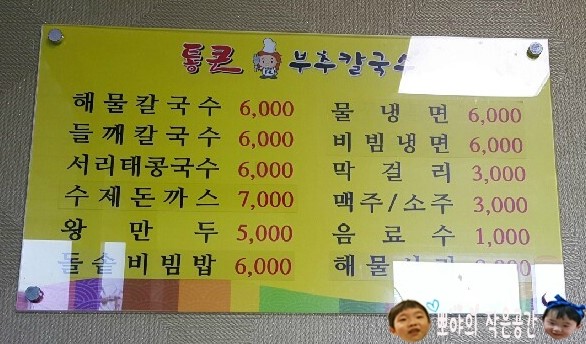 통큰 부추칼국수
해물칼국수 6,000
들깨칼국수 6,000
서리태콩국수 6,000
수제돈까스 7,000
왕만두 5,000
돌솥비빔밥 6,000
물냉면 6,000
비빔냉면 6,000
막걸리 3,000
맥주/소주 3,000
음료수 1,000
해물
뽀야의 작은공간